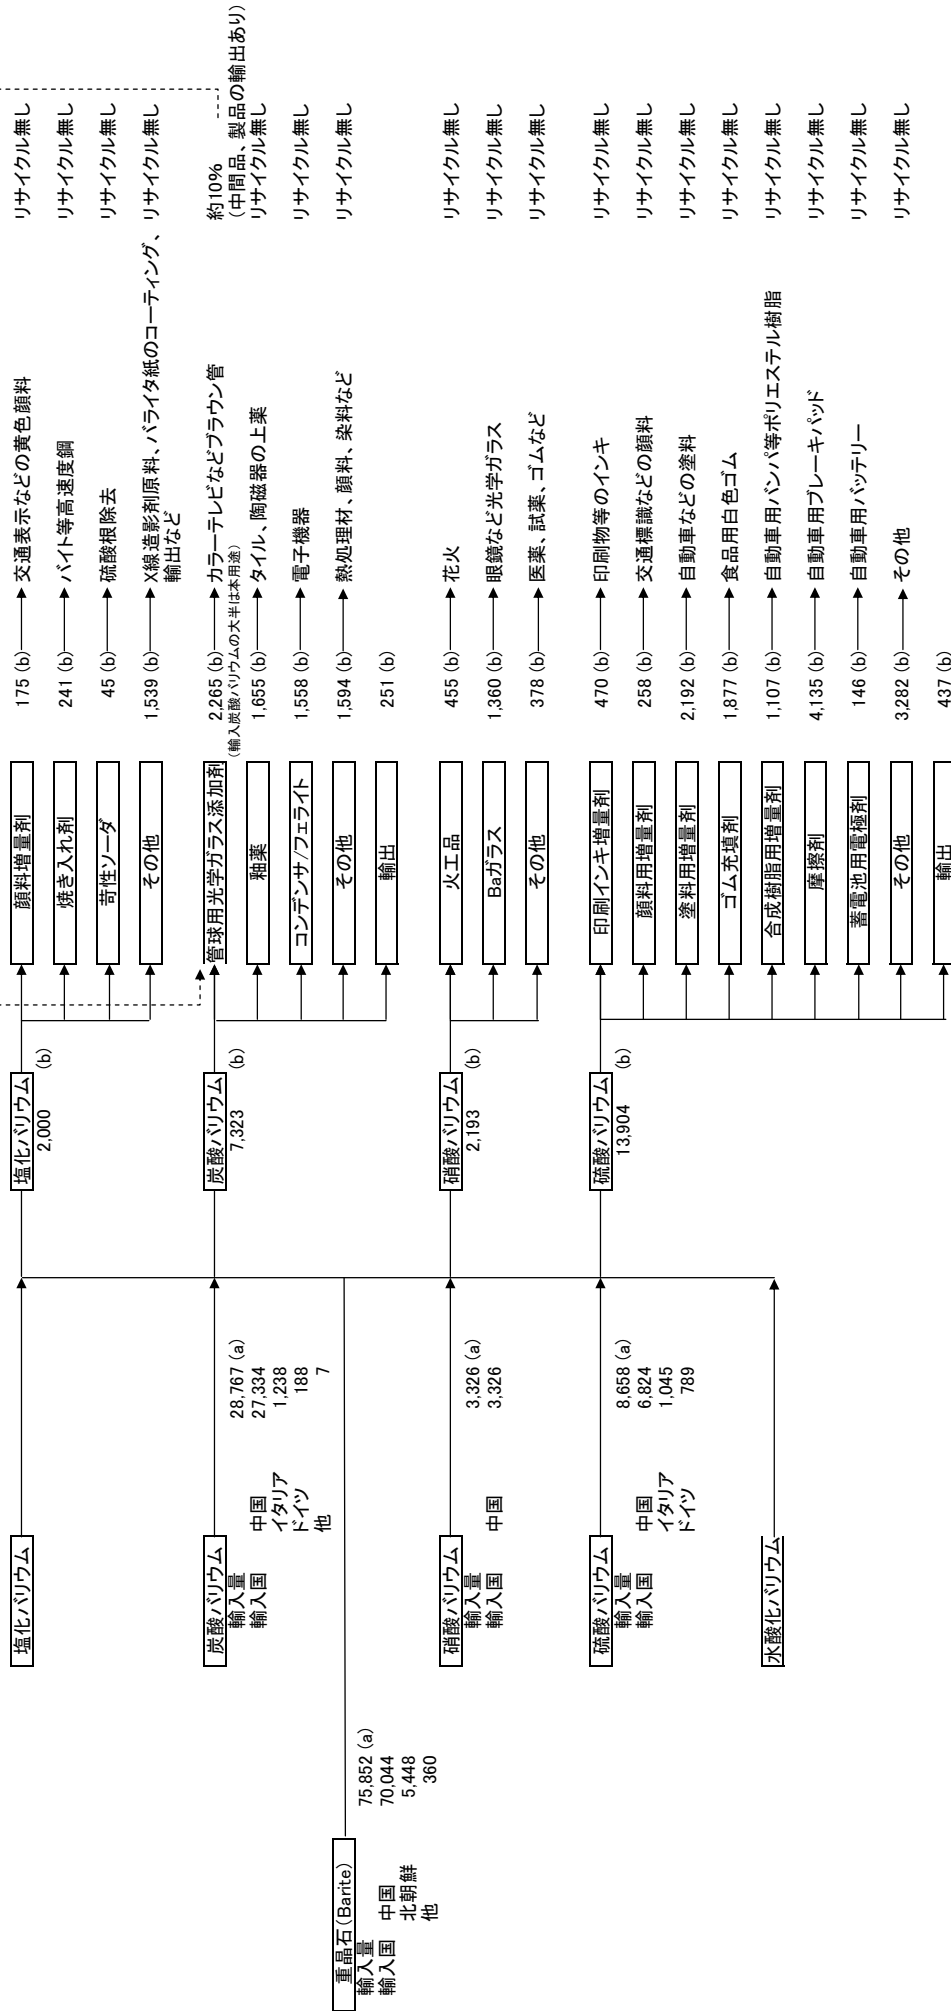 重晶石(Barite)
輸入量 75,852 (a)
輸入国 中国 70,044
北朝鮮 5,448
他 360
塩化バリウム
炭酸バリウム
輸入量 28,767 (a)
輸入国 中国 27,334
イタリア 1,238
ドイツ 188
他 7
硝酸バリウム
輸入量 3,326 (a)
輸入国 中国 3,326
硫酸バリウム
輸入量 8,658 (a)
輸入国 中国 6,824
イタリア 1,045
ドイツ 789
水酸化バリウム
塩化バリウム
2,000 (b)
顔料増量剤 175 (b) 交通表示などの黄色顔料 リサイクル無し
焼き入れ剤 241 (b) バイト等高速度鋼 リサイクル無し
苛性ソーダ 45 (b) 硫酸根除去 リサイクル無し
その他 1,539 (b) X線造影剤原料、バライタ紙のコーティング、 リサイクル無し
輸出など
炭酸バリウム
7,323 (b)
管球用光学ガラス添加剤 2,265 (b) カラーテレビなどブラウン管 約10%
(輸入炭酸バリウムの大半は本用途) (中間品、製品の輸出あり)
釉薬 1,655 (b) タイル、陶磁器の上薬 リサイクル無し
コンデンサ/フェライト 1,558 (b) 電子機器 リサイクル無し
その他 1,594 (b) 熱処理材、顔料、染料など リサイクル無し
輸出 251 (b)
硝酸バリウム
2,193 (b)
火工品 455 (b) 花火 リサイクル無し
Baガラス 1,360 (b) 眼鏡など光学ガラス リサイクル無し
その他 378 (b) 医薬、試薬、ゴムなど リサイクル無し
硫酸バリウム
13,904 (b)
印刷インキ増量剤 470 (b) 印刷物等のインキ リサイクル無し
顔料用増量剤 258 (b) 交通標識などの顔料 リサイクル無し
塗料用増量剤 2,192 (b) 自動車などの塗料 リサイクル無し
ゴム充填剤 1,877 (b) 食品用白色ゴム リサイクル無し
合成樹脂用増量剤 1,107 (b) 自動車用バンパ等ポリエステル樹脂 リサイクル無し
摩擦剤 4,135 (b) 自動車用ブレーキパッド リサイクル無し
蓄電池用電極剤 146 (b) 自動車用バッテリー リサイクル無し
その他 3,282 (b) その他 リサイクル無し
輸出 437 (b)